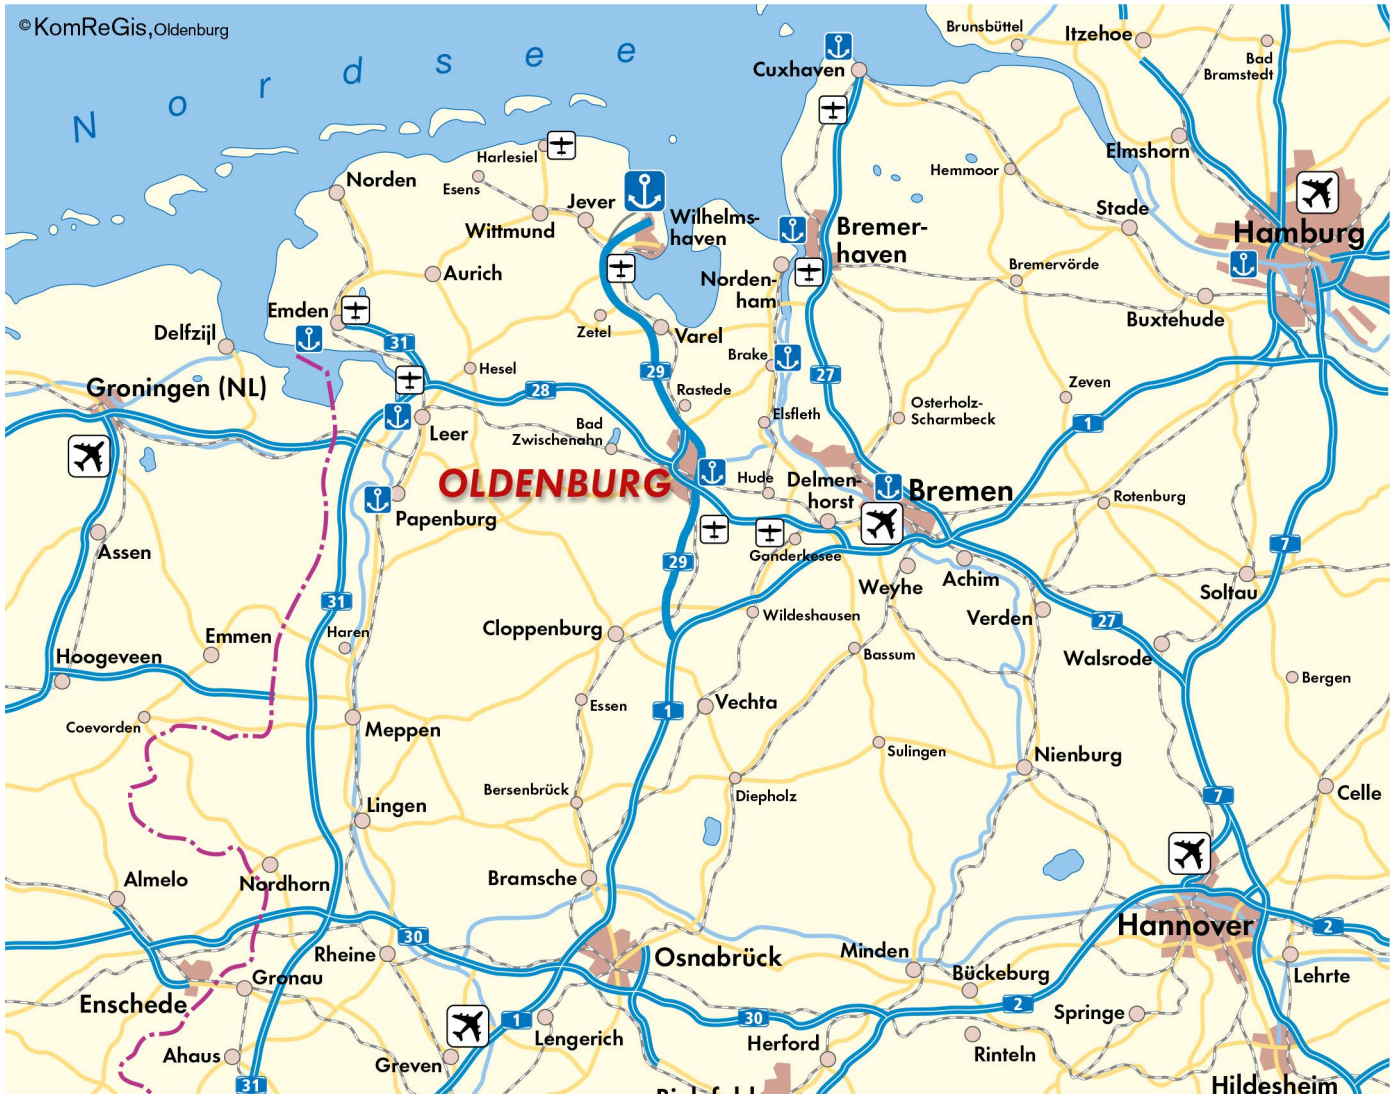 ©KomReGis,Oldenburg
Nordsee
Brunsbüttel
Itzehoe
Bad
Bramstedt
Cuxhaven
Elmshorn
Harlesiel
Esens
Norden
Hemmoor
Jever
Wittmund
Wilhelms-
haven
Stade
Bremer-
haven
Hamburg
Aurich
Norden-
ham
Bremervörde
Emden
Buxtehude
Delfzijl
Zetel
Varel
31
Brake
Hesel
29
27
Groningen (NL)
28
Rastede
Zeven
Osterholz-
Scharmbeck
Elsfleth
1
Leer
Bad
Zwischenahn
OLDENBURG
Hude
Delmen-
horst
Bremen
Rotenburg
Papenburg
Assen
7
Ganderkesee
29
Weyhe
Achim
Soltau
31
Wildeshausen
Verden
27
Emmen
Haren
Cloppenburg
Hoogeveen
Bassum
Walsrode
Bergen
Essen
1
Vechta
Coevorden
Meppen
Sulingen
Nienburg
Bersenbrück
Diepholz
7
Celle
Lingen
Almelo
Nordhorn
Bramsche
Hannover
2
30
Rheine
Osnabrück
Minden
Bückeburg
Lehrte
Gronau
Enschede
2
30
1
Springe
Lengerich
Herford
Rinteln
Ahaus
Greven
31
Hildesheim